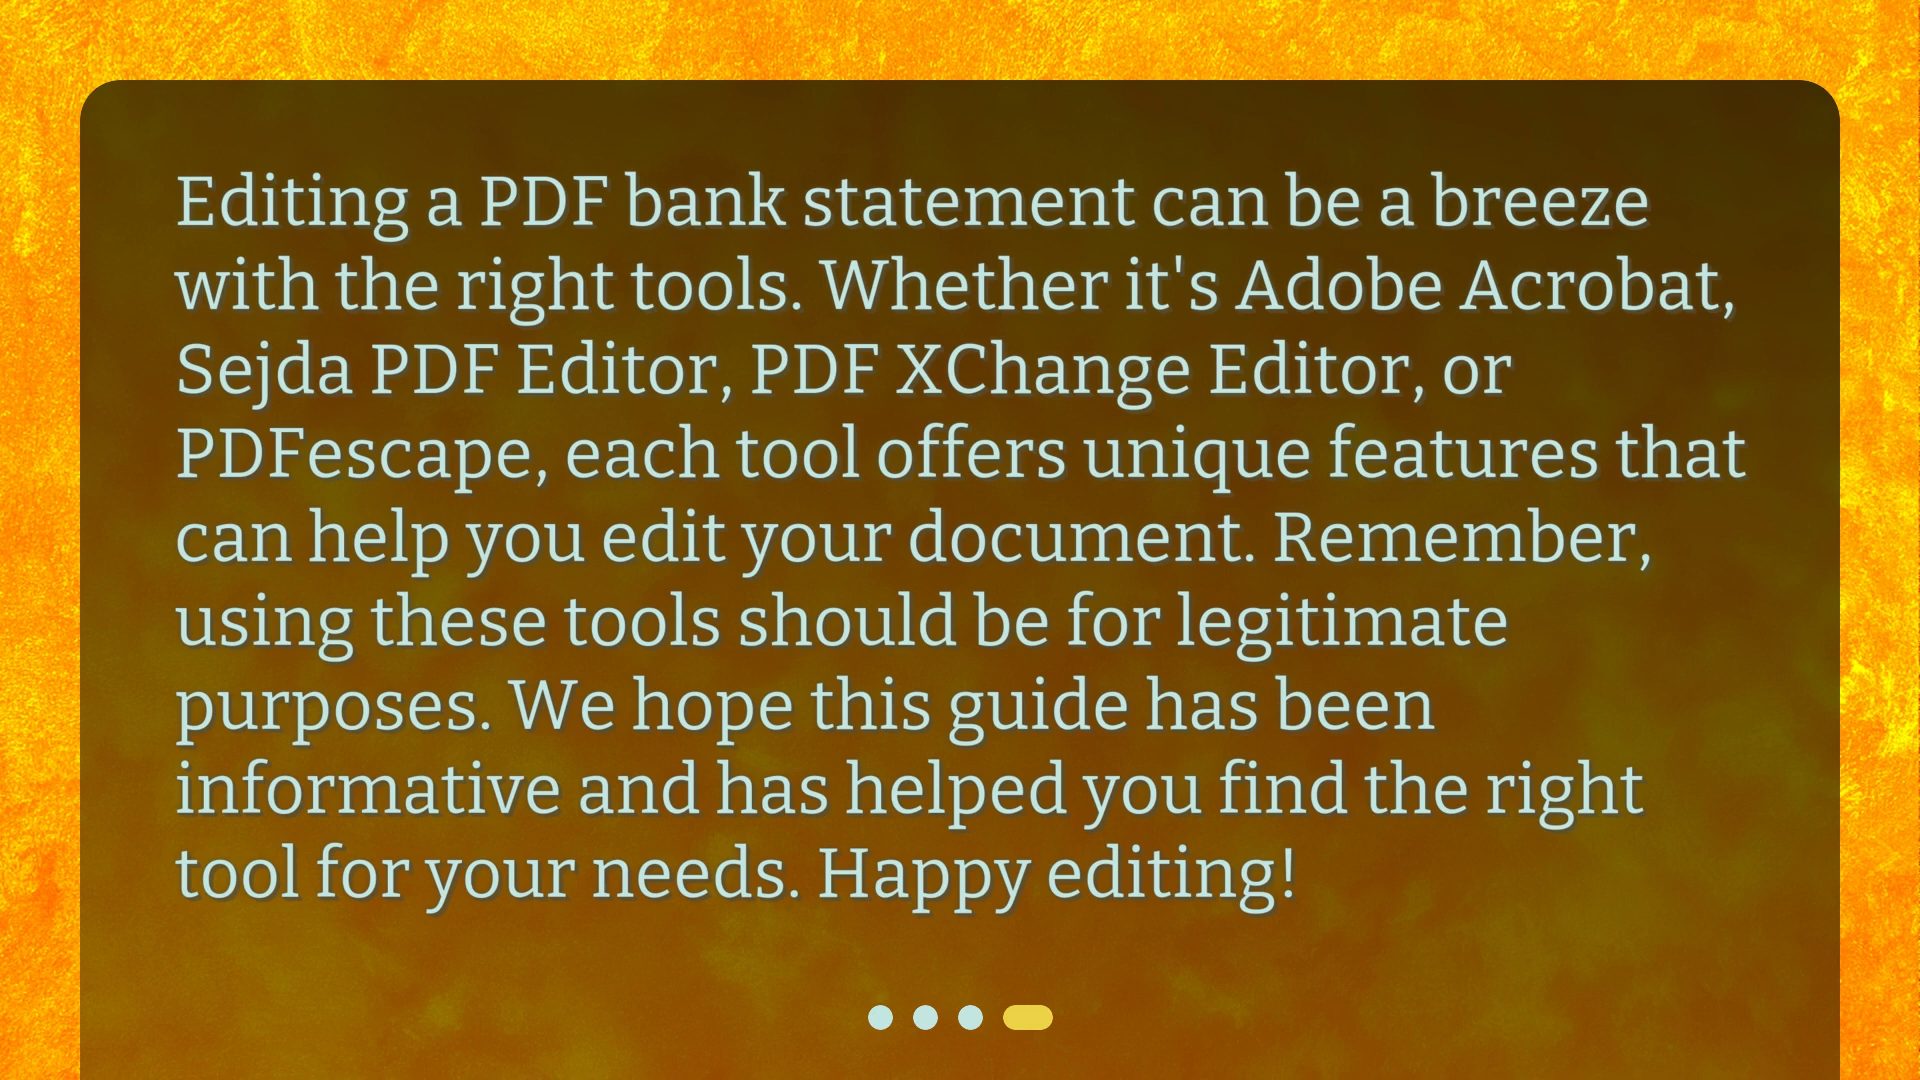 Editing a PDF bank statement can be a breeze
with the right tools. Whether it's Adobe Acrobat,
Sejda PDF Editor, PDF XChange Editor, or
PDFescape, each tool offers unique features that
can help you edit your document. Remember,
using these tools should be for legitimate
purposes. We hope this guide has been
informative and has helped you find the right
tool for your needs. Happy editing!